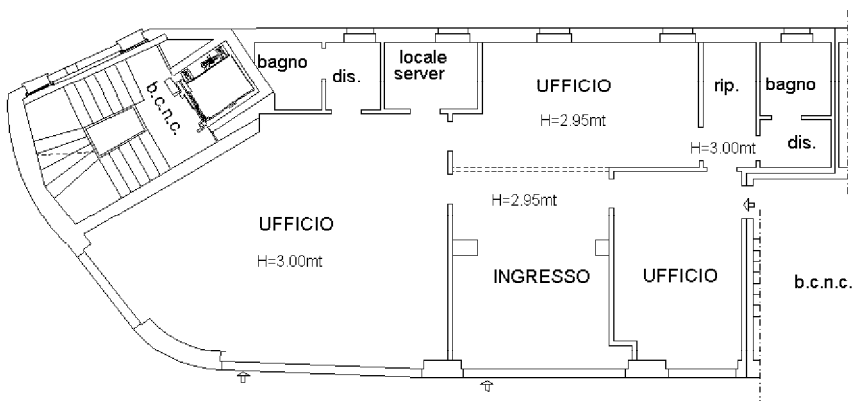 bagno
dis.
locale
server
UFFICIO
H=2.95mt
rip.
bagno
dis.
H=3.00mt
b.c.n.c.
H=2.95mt
UFFICIO
H=3.00mt
INGRESSO
UFFICIO
b.c.n.c.